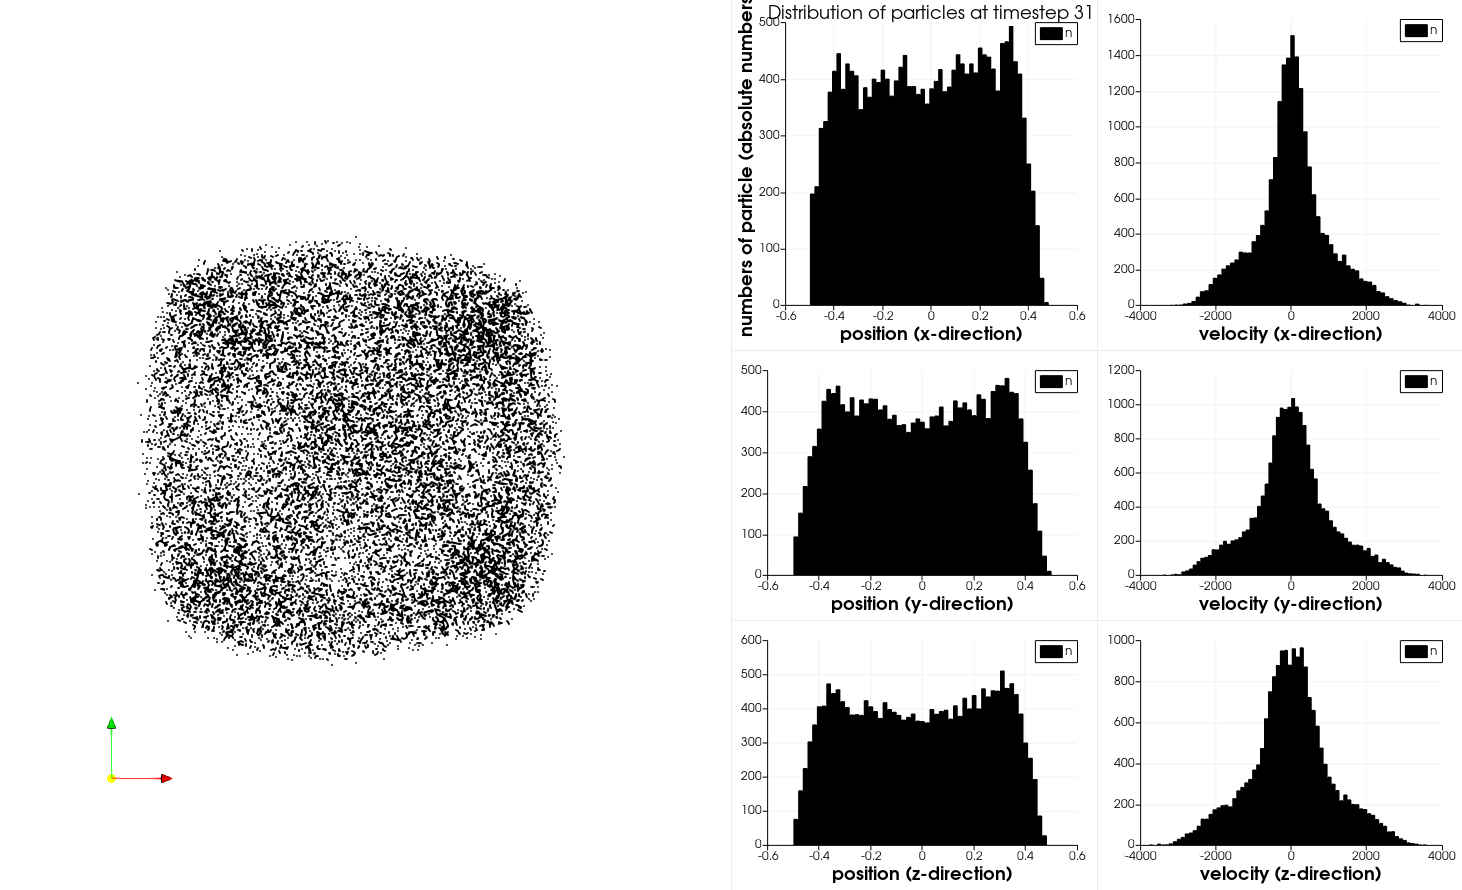 Distribution of particles at timestep 31
numbers of particle (absolute numbers
500
400
300
200
100
0
-0.6 -0.4 -0.2 0 0.2 0.4 0.6
position (x-direction)
n
1600
1400
1200
1000
800
600
400
200
0
-4000 -2000 0 2000 4000
velocity (x-direction)
n
500
400
300
200
100
0
-0.6 -0.4 -0.2 0 0.2 0.4 0.6
position (y-direction)
n
1200
1000
800
600
400
200
0
-4000 -2000 0 2000 4000
velocity (y-direction)
n
600
500
400
300
200
100
0
-0.6 -0.4 -0.2 0 0.2 0.4 0.6
position (z-direction)
n
1000
800
600
400
200
0
-4000 -2000 0 2000 4000
velocity (z-direction)
n